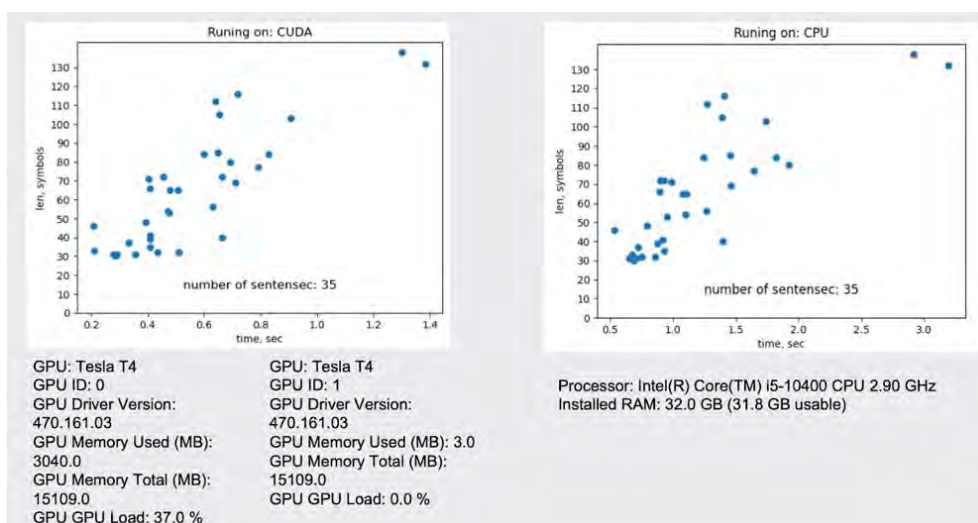 Runing on: CUDA
130
120
110
100
90
80
70
60
50
40
30
20
10
0
len, symbols
number of sentensec: 35
0.2 0.4 0.6 0.8 1.0 1.2 1.4
time, sec
Runing on: CPU
130
120
110
100
90
80
70
60
50
40
30
20
10
0
len, symbols
number of sentensec: 35
0.5 1.0 1.5 2.0 2.5 3.0
time, sec
GPU: Tesla T4
GPU ID: 0
GPU Driver Version:
470.161.03
GPU Memory Used (MB):
3040.0
GPU Memory Total (MB):
15109.0
GPU GPU Load: 37.0 %
GPU: Tesla T4
GPU ID: 1
GPU Driver Version:
470.161.03
GPU Memory Used (MB): 3.0
GPU Memory Total (MB):
15109.0
GPU GPU Load: 0.0 %
Processor: Intel(R) Core(TM) i5-10400 CPU 2.90 GHz
Installed RAM: 32.0 GB (31.8 GB usable)